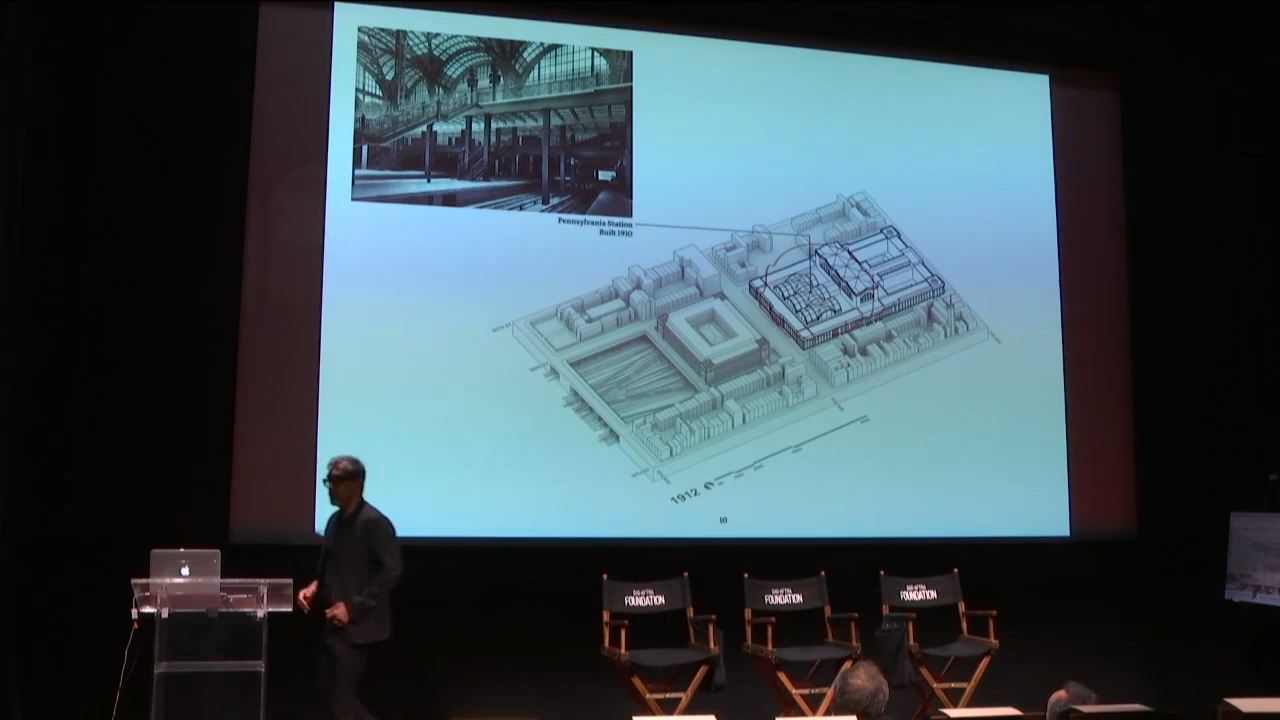 Pennsylvania Station
Built 1910
1912
10
SAG-AFTRA
FOUNDATION
SAG-AFTRA
FOUNDATION
SAG-AFTRA
FOUNDATION